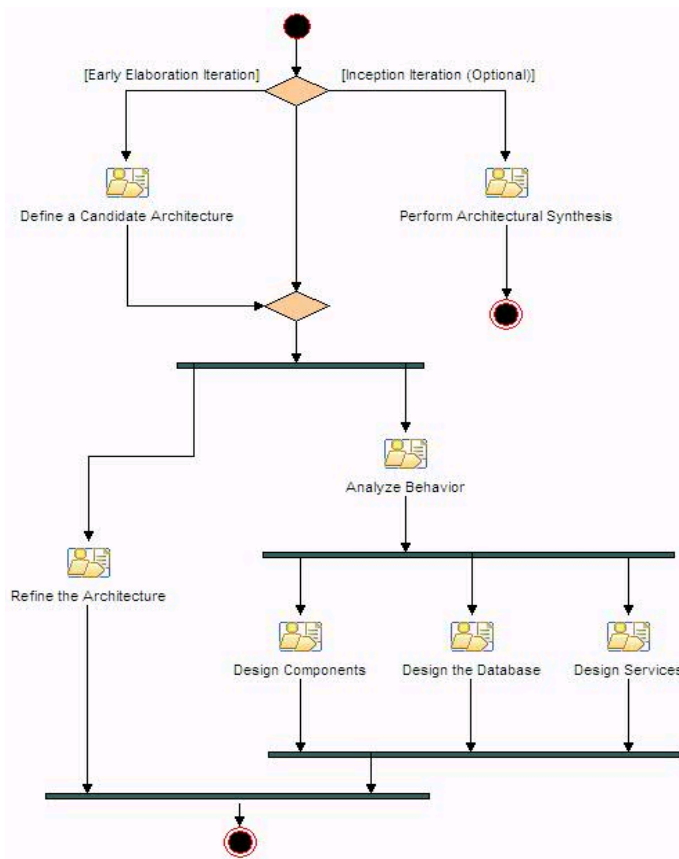 [Early Elaboration Iteration]
[Inception Iteration (Optional)]
Define a Candidate Architecture
Perform Architectural Synthesis
Analyze Behavior
Refine the Architecture
Design Components
Design the Database
Design Services